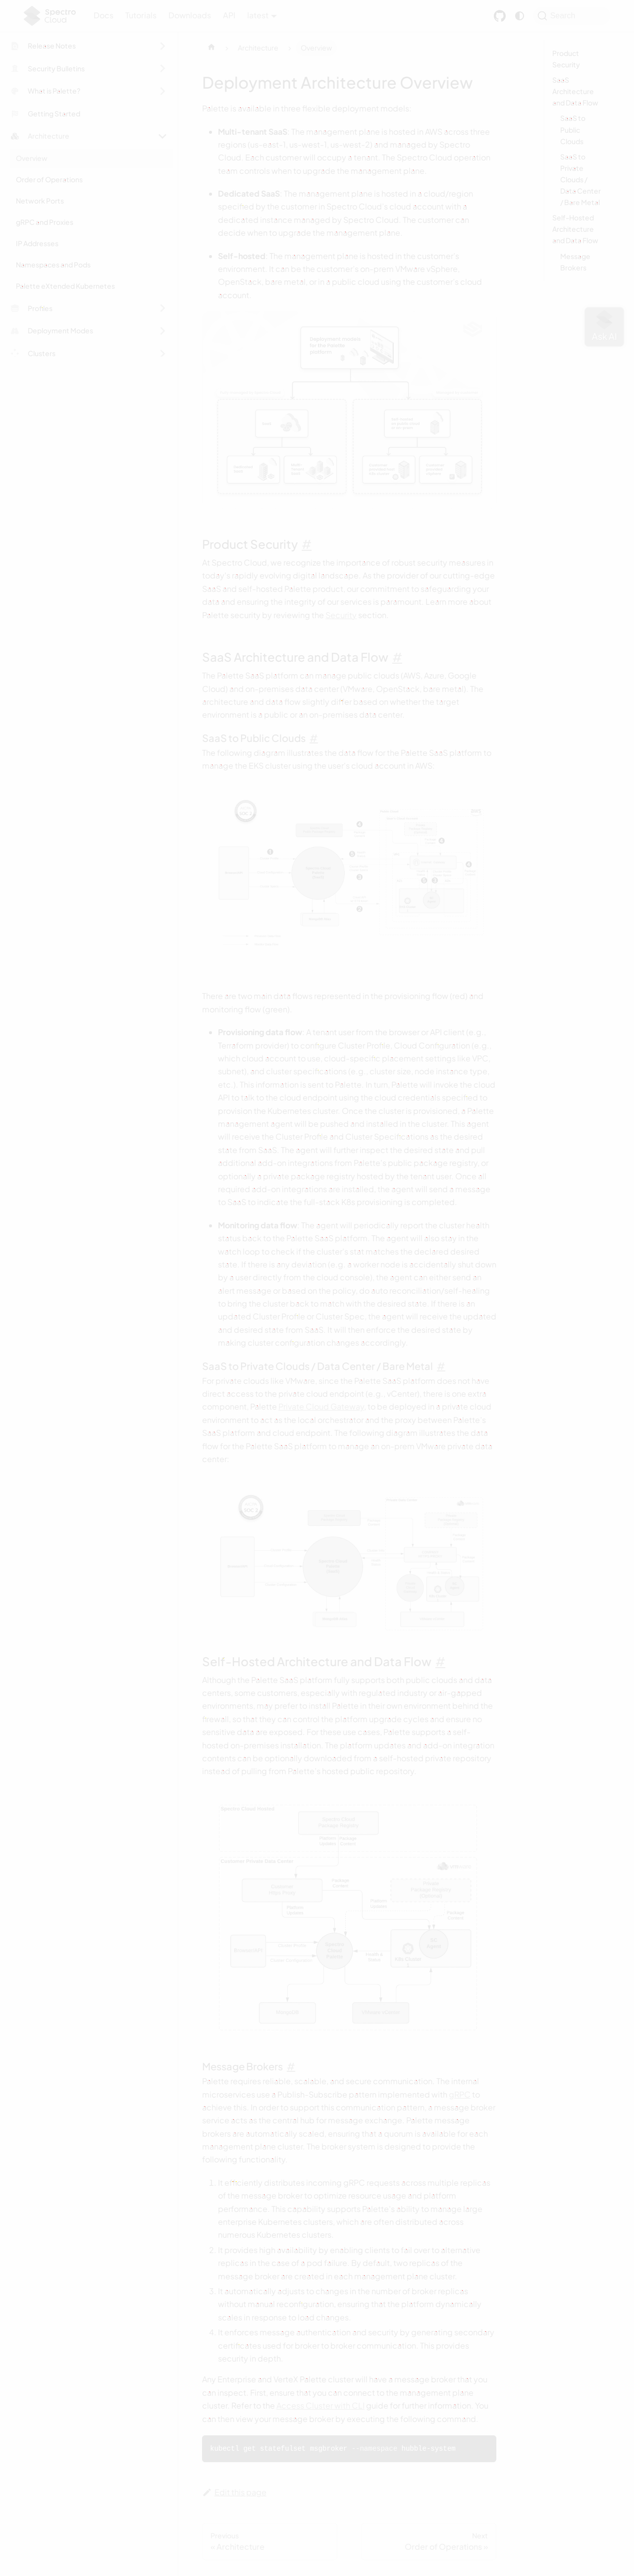 Spectro
Cloud
Docs
Tutorials
Downloads
API
latest
Search
Release Notes
Security Bulletins
What is Palette?
Getting Started
Architecture
Overview
Order of Operations
Network Ports
gRPC and Proxies
IP Addresses
Namespaces and Pods
Palette eXtended Kubernetes
Profiles
Deployment Modes
Clusters
Architecture
Overview
Deployment Architecture Overview
Palette is available in three flexible deployment models:
Multi-tenant SaaS: The management plane is hosted in AWS across three
regions (us-east-1, us-west-1, us-west-2) and managed by Spectro
Cloud. Each customer will occupy a tenant. The Spectro Cloud operation
team controls when to upgrade the management plane.
Dedicated SaaS: The management plane is hosted in a cloud/region
specified by the customer in Spectro Cloud's cloud account with a
dedicated instance managed by Spectro Cloud. The customer can
decide when to upgrade the management plane.
Self-hosted: The management plane is hosted in the customer's
environment. It can be the customer's on-prem VMware vSphere,
OpenStack, bare metal, or in a public cloud using the customer's cloud
account.
Product Security #
At Spectro Cloud, we recognize the importance of robust security measures in
today's rapidly evolving digital landscape. As the provider of our cutting-edge
SaaS and self-hosted Palette product, our commitment to safeguarding your
data and ensuring the integrity of our services is paramount. Learn more about
Palette security by reviewing the Security section.
SaaS Architecture and Data Flow #
The Palette SaaS platform can manage public clouds (AWS, Azure, Google
Cloud) and on-premises data center (VMware, OpenStack, bare metal). The
architecture and data flow slightly differ based on whether the target
environment is a public or an on-premises data center.
SaaS to Public Clouds #
The following diagram illustrates the data flow for the Palette SaaS platform to
manage the EKS cluster using the user's cloud account in AWS.
There are two main data flows represented in the provisioning flow (red) and
monitoring flow (green).
Provisioning data flow: A tenant user from the browser or API client (e.g.,
Terraform provider) to configure Cluster Profile, Cloud Configuration (e.g.,
which cloud account to use, cloud-specific placement settings like VPC,
subnet), and cluster specifications (e.g., cluster size, node instance type,
etc.). This information is sent to Palette. In turn, Palette will invoke the cloud
API to talk to the cloud endpoint using the cloud credentials specified to
provision the Kubernetes cluster. Once the cluster is provisioned, a Palette
management agent will be pushed and installed in the cluster. This agent
will receive the Cluster Profile and Cluster Specifications as the desired
state from SaaS. The agent will further inspect the desired state and pull
additional add-on integrations from Palette's public package registry, or
optionally a private package registry hosted by the tenant user. Once all
required add-on integrations are installed, the agent will send a message
to SaaS to indicate the full-stack K8s provisioning is completed.
Monitoring data flow: The agent will periodically report the cluster health
status back to the Palette SaaS platform. The agent will also stay in the
watch loop to check if the cluster's stat matches the declared desired
state. If there is any deviation (e.g., a worker node is accidentally shut down
by a user directly from the cloud console), the agent can either send an
alert message or based on the policy, do auto reconciliation/self-healing
to bring the cluster back to match with the desired state. If there is an
updated Cluster Profile or Cluster Spec, the agent will receive the updated
and desired state from SaaS. It will then enforce the desired state by
making cluster configuration changes accordingly.
SaaS to Private Clouds / Data Center / Bare Metal #
For private clouds like VMware, since the Palette SaaS platform does not have
direct access to the private cloud endpoint (e.g., vCenter), there is one extra
component, Palette Private Cloud Gateway, to be deployed in a private cloud
environment to act as the local orchestrator and the proxy between Palette's
SaaS platform and cloud endpoint. The following diagram illustrates the data
flow for the Palette SaaS platform to manage an on-prem VMware private data
center.
Self-Hosted Architecture and Data Flow #
Although the Palette SaaS platform fully supports both public clouds and data
centers, some customers, especially with regulated industry or air-gapped
environments, may prefer to install Palette in their own environment behind the
firewall, so that they can control the platform upgrade cycles and ensure no
sensitive data are exposed. For these use cases, Palette supports a self-
hosted on-premises installation. The platform updates and add-on integration
contents can be optionally downloaded from a self-hosted private repository
instead of pulling from Palette's hosted public repository.
Message Brokers #
Palette requires reliable, scalable, and secure communication. The internal
microservices use a Publish-Subscribe pattern implemented with gRPC to
achieve this. In order to support this communication pattern, a message broker
service acts as the central hub for message exchange. Palette message
brokers are automatically scaled, ensuring that a quorum is available for each
management plane cluster. The broker system is designed to provide the
following functionality.
1. It efficiently distributes incoming gRPC requests across multiple replicas
of the message broker to optimize resource usage and platform
performance. This capability supports Palette's ability to manage large
enterprise Kubernetes clusters, which are often distributed across
numerous Kubernetes clusters.
2. It provides high availability by enabling clients to fail over to alternative
replicas in the case of a pod failure. By default, two replicas of the
message broker are created in each management plane cluster.
3. It automatically adjusts to changes in the number of broker replicas
without manual reconfiguration, ensuring that the platform dynamically
scales in response to load changes.
4. It enforces message authentication and security by generating secondary
certificates used for broker to broker communication. This provides
security in depth.
Any Enterprise and VerteX Palette cluster will have a message broker that you
can inspect. First, ensure that you can connect to the management plane
cluster. Refer to the Access Cluster with CLI guide for further information. You
can then view your message broker by executing the following command.
kubectl get statefulset msgbroker --namespace hubble-system
Edit this page
Previous
« Architecture
Next
Order of Operations »
Product
Security
SaaS
Architecture
and Data Flow
SaaS to
Public
Clouds
SaaS to
Private
Clouds /
Data Center
/ Bare Metal
Self-Hosted
Architecture
and Data Flow
Message
Brokers
Ask AI